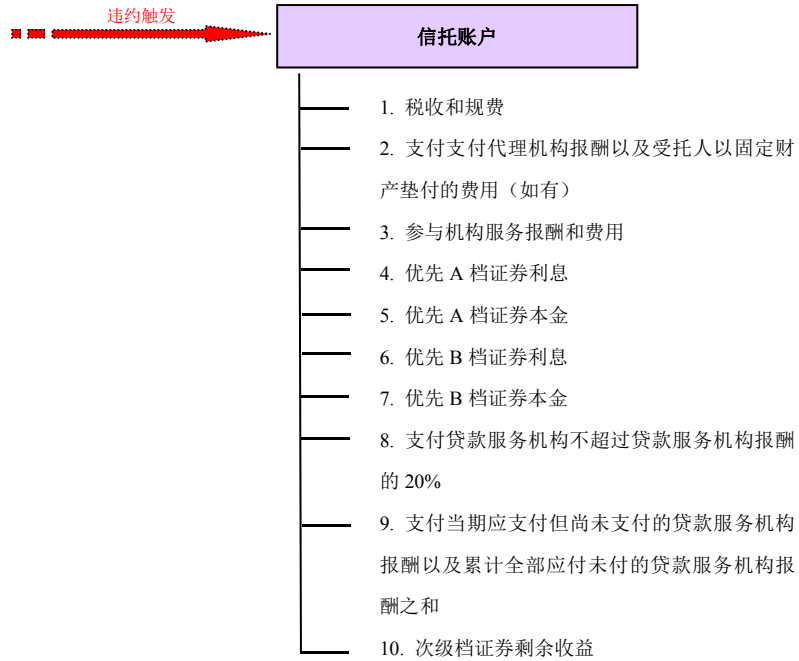 违约触发
信托账户
1. 税收和规费
2. 支付支付代理机构报酬以及受托人以固定财
产垫付的费用（如有）
3. 参与机构服务报酬和费用
4. 优先 A 档证券利息
5. 优先 A 档证券本金
6. 优先 B 档证券利息
7. 优先 B 档证券本金
8. 支付贷款服务机构不超过贷款服务机构报酬
的 20%
9. 支付当期应支付但尚未支付的贷款服务机构
报酬以及累计全部应付未付的贷款服务机构报
酬之和
10. 次级档证券剩余收益